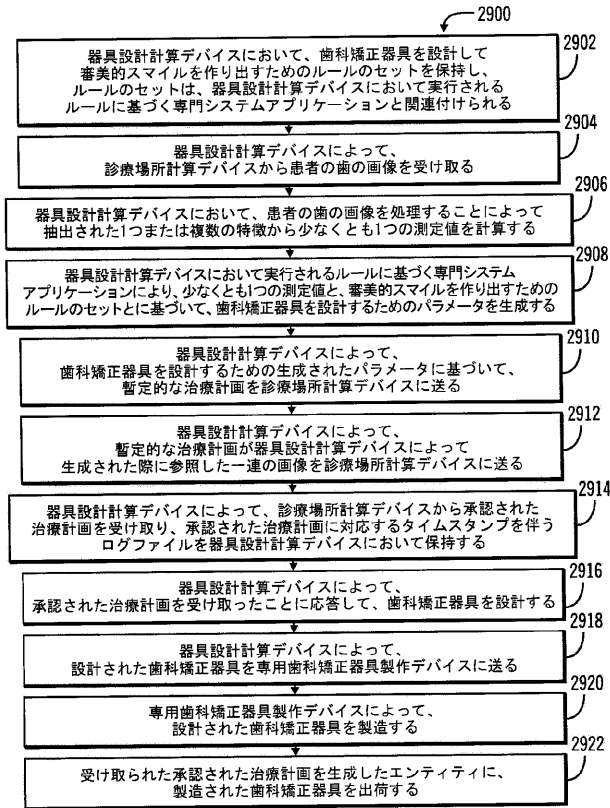 2900
2902
器具設計計算デバイスにおいて、歯科矯正器具を設計して
審美的スマイルを作り出すためのルールのセットを保持し、
ルールのセットは、器具設計計算デバイスにおいて実行される
ルールに基づく専門システムアプリケーションと関連付けられる
2904
器具設計計算デバイスによって、
診療場所計算デバイスから患者の歯の画像を受け取る
2906
器具設計計算デバイスにおいて、患者の歯の画像を処理することによって
抽出された1つまたは複数の特徴から少なくとも1つの測定値を計算する
2908
器具設計計算デバイスにおいて実行されるルールに基づく専門システム
アプリケーションにより、少なくとも1つの測定値と、審美的スマイルを作り出すための
ルールのセットとに基づいて、歯科矯正器具を設計するためのパラメータを生成する
2910
器具設計計算デバイスによって、
歯科矯正器具を設計するための生成されたパラメータに基づいて、
暫定的な治療計画を診療場所計算デバイスに送る
2912
器具設計計算デバイスによって、
暫定的な治療計画が器具設計計算デバイスによって
生成された際に参照した一連の画像を診療場所計算デバイスに送る
2914
器具設計計算デバイスによって、診療場所計算デバイスから承認された
治療計画を受け取り、承認された治療計画に対応するタイムスタンプを伴う
ログファイルを器具設計計算デバイスにおいて保持する
2916
器具設計計算デバイスによって、
承認された治療計画を受け取ったことに応答して、歯科矯正器具を設計する
2918
器具設計計算デバイスによって、
設計された歯科矯正器具を専用歯科矯正器具製作デバイスに送る
2920
専用歯科矯正器具製作デバイスによって、
設計された歯科矯正器具を製造する
2922
受け取られた承認された治療計画を生成したエンティティに、
製造された歯科矯正器具を出荷する